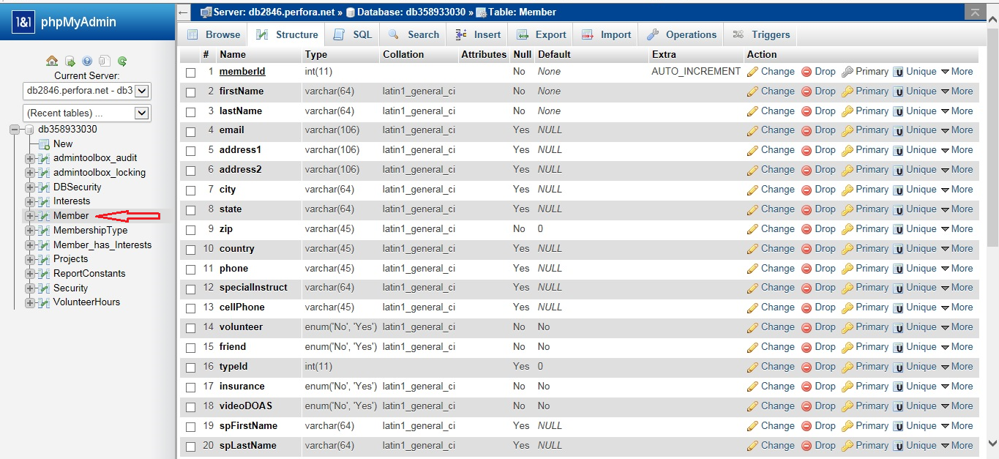 1&1 phpMyAdmin
Current Server:
db2846.perfora.net - db3
(Recent tables) ...
db358933030
New
admintoolbox_audit
admintoolbox_locking
DBSecurity
Interests
Member
MembershipType
Member_has_Interests
Projects
ReportConstants
Security
VolunteerHours
Server: db2846.perfora.net » Database: db358933030 » Table: Member
Browse Structure SQL Search Insert Export Import Operations Triggers
# Name Type Collation Attributes Null Default Extra Action
1 memberId int(11) No None AUTO_INCREMENT Change Drop Primary Unique More
2 firstName varchar(64) latin1_general_ci No None Change Drop Primary Unique More
3 lastName varchar(64) latin1_general_ci No None Change Drop Primary Unique More
4 email varchar(106) latin1_general_ci Yes NULL Change Drop Primary Unique More
5 address1 varchar(106) latin1_general_ci Yes NULL Change Drop Primary Unique More
6 address2 varchar(106) latin1_general_ci Yes NULL Change Drop Primary Unique More
7 city varchar(64) latin1_general_ci Yes NULL Change Drop Primary Unique More
8 state varchar(64) latin1_general_ci Yes NULL Change Drop Primary Unique More
9 zip varchar(45) latin1_general_ci No 0 Change Drop Primary Unique More
10 country varchar(45) latin1_general_ci Yes NULL Change Drop Primary Unique More
11 phone varchar(45) latin1_general_ci Yes NULL Change Drop Primary Unique More
12 specialInstruct varchar(64) latin1_general_ci Yes NULL Change Drop Primary Unique More
13 cellPhone varchar(45) latin1_general_ci Yes NULL Change Drop Primary Unique More
14 volunteer enum('No', 'Yes') latin1_general_ci No No Change Drop Primary Unique More
15 friend enum('No', 'Yes') latin1_general_ci No No Change Drop Primary Unique More
16 typeId int(11) Yes 0 Change Drop Primary Unique More
17 insurance enum('No', 'Yes') latin1_general_ci No No Change Drop Primary Unique More
18 videoDOAS enum('No', 'Yes') latin1_general_ci No No Change Drop Primary Unique More
19 spFirstName varchar(64) latin1_general_ci Yes NULL Change Drop Primary Unique More
20 spLastName varchar(64) latin1_general_ci Yes NULL Change Drop Primary Unique More